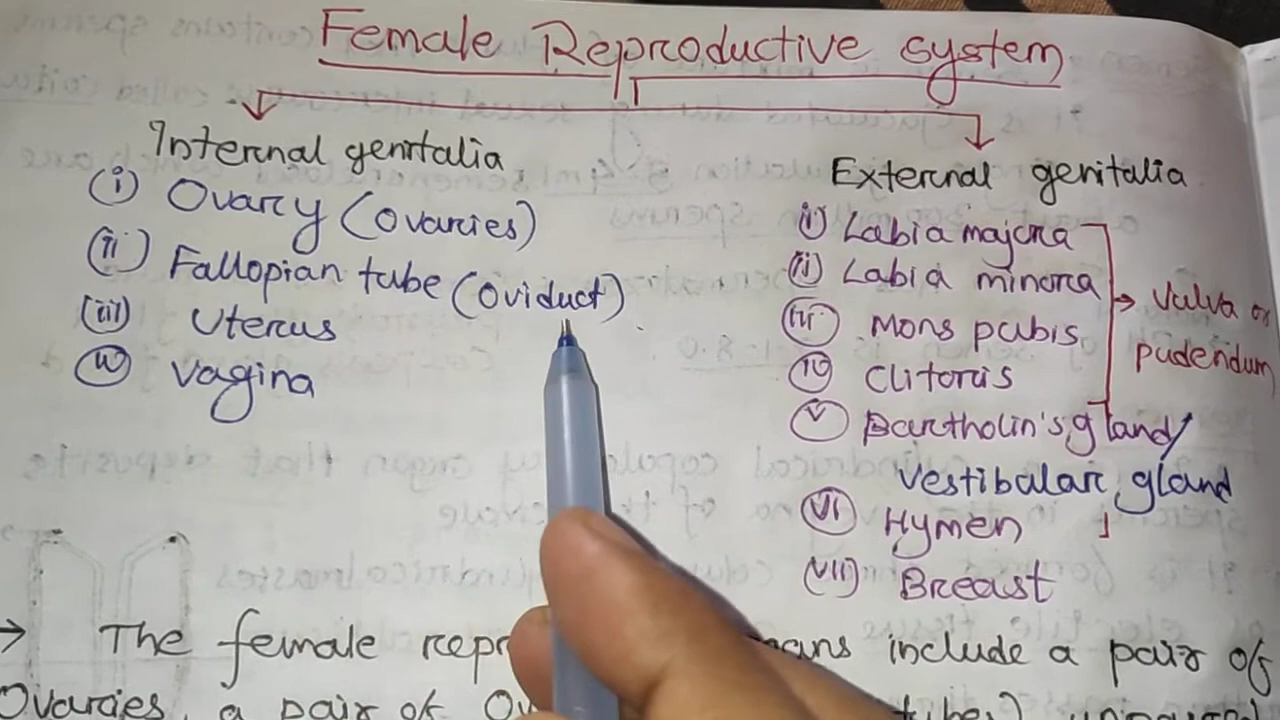 Female Reproductive system
Internal genitalia
(i) Ovary (Ovaries)
(ii) Fallopian tube (Oviduct)
(iii) Uterus
(iv) Vagina
External genitalia
(i) Labia majora
(ii) Labia minora
(iii) Mons pubis
(iv) Clitoris
(v) Bartholin's gland/
Vestibular gland
(vi) Hymen
(vii) Breast
→ Vulva or
pudendum
→ The female include a pair of
Ovaries, a pair of